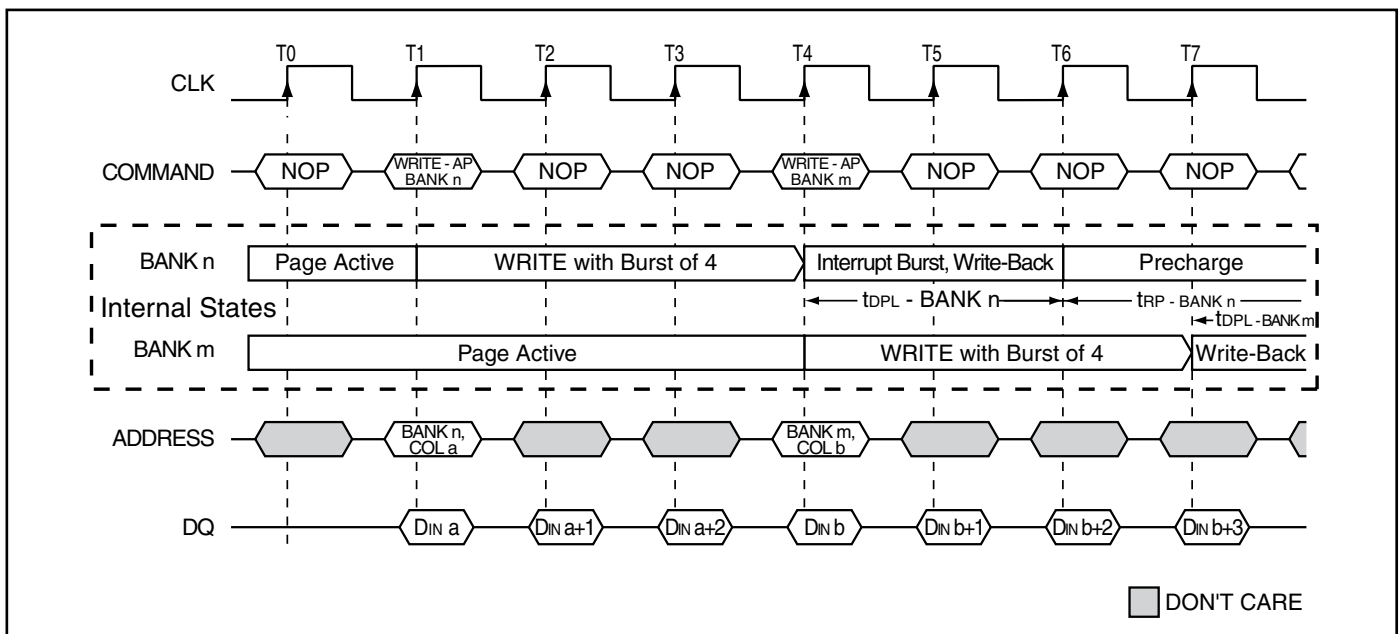 T0 T1 T2 T3 T4 T5 T6 T7
CLK
COMMAND NOP WRITE - AP BANK n NOP NOP WRITE - AP BANK m NOP NOP NOP
BANK n Page Active WRITE with Burst of 4 Interrupt Burst, Write-Back Precharge
Internal States tDPL - BANK n tRP - BANK n
tDPL - BANK m
BANK m Page Active WRITE with Burst of 4 Write-Back
ADDRESS BANK n, COL a BANK m, COL b
DQ DIN a DIN a+1 DIN a+2 DIN b DIN b+1 DIN b+2 DIN b+3
DON'T CARE